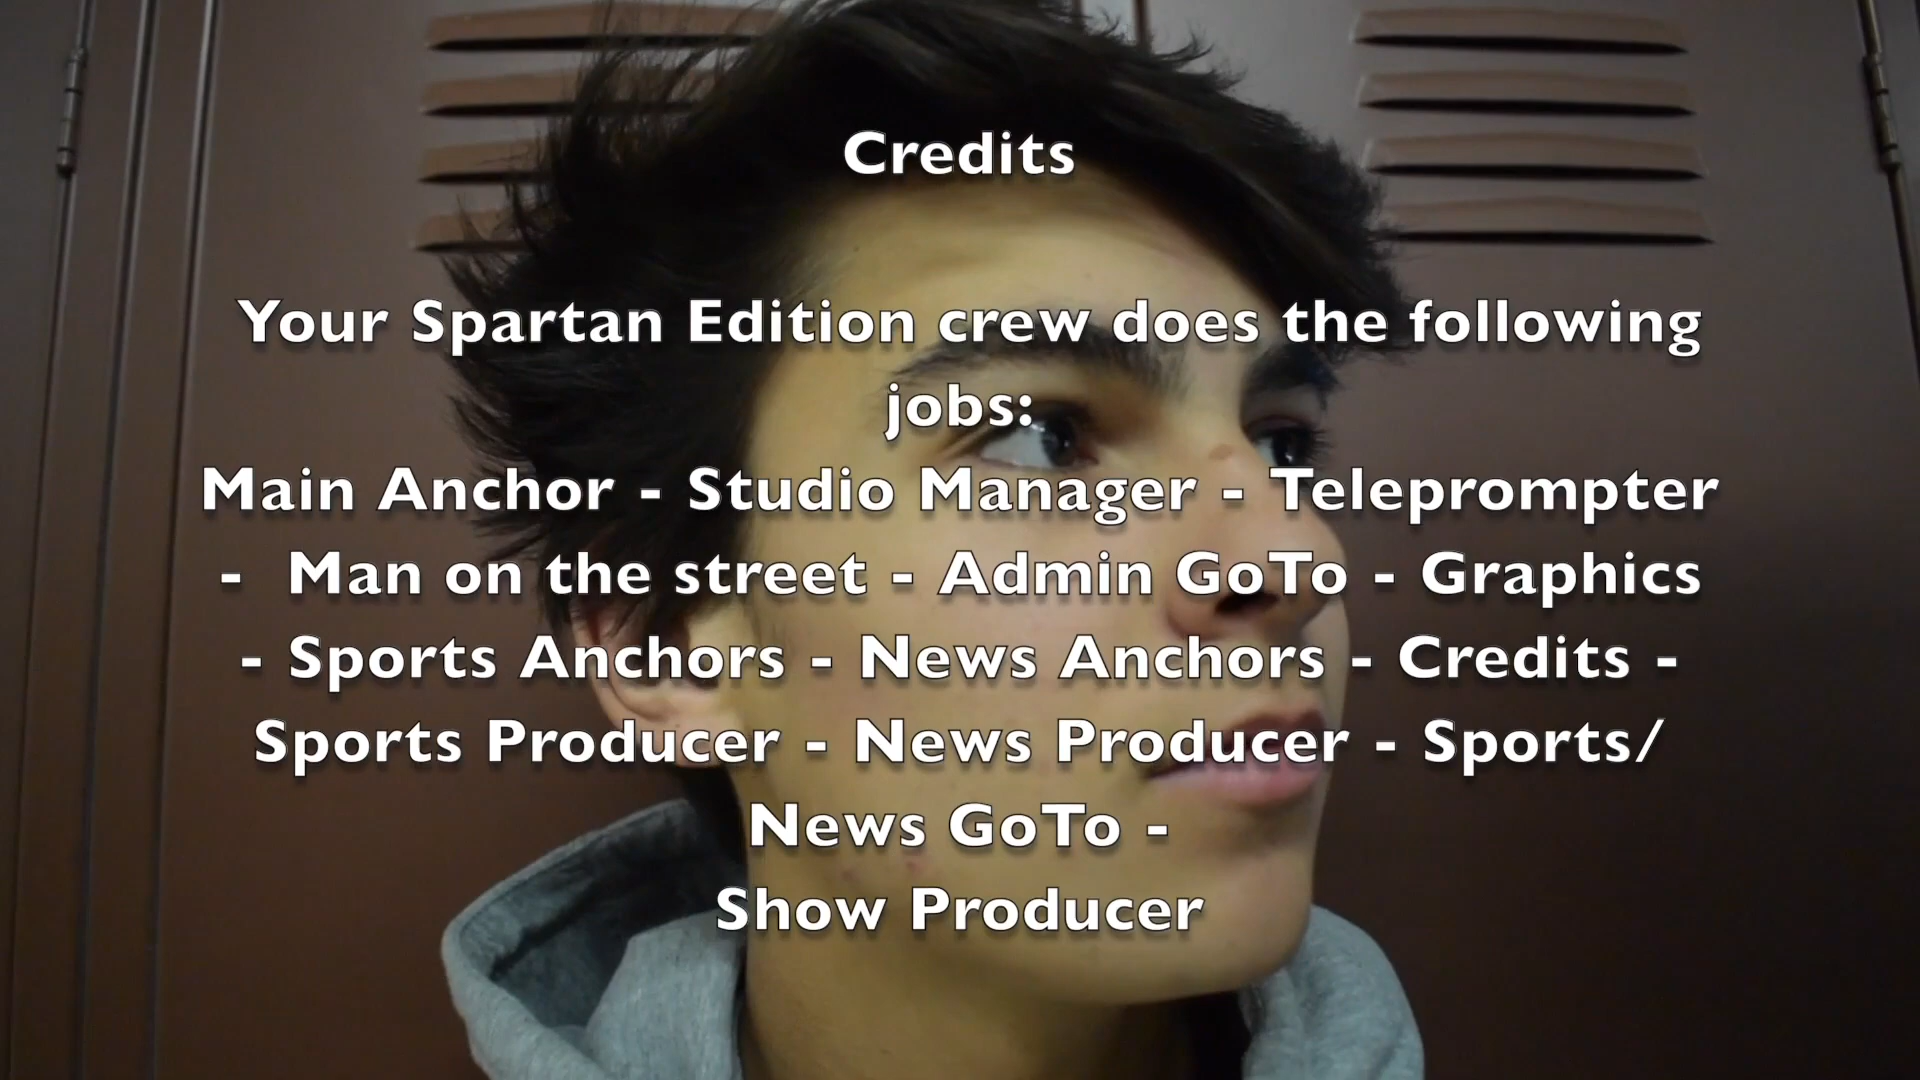 Credits
Your Spartan Edition crew does the following
jobs:
Main Anchor - Studio Manager - Teleprompter
-  Man on the street - Admin GoTo - Graphics
- Sports Anchors - News Anchors - Credits -
Sports Producer - News Producer - Sports/
News GoTo -
Show Producer